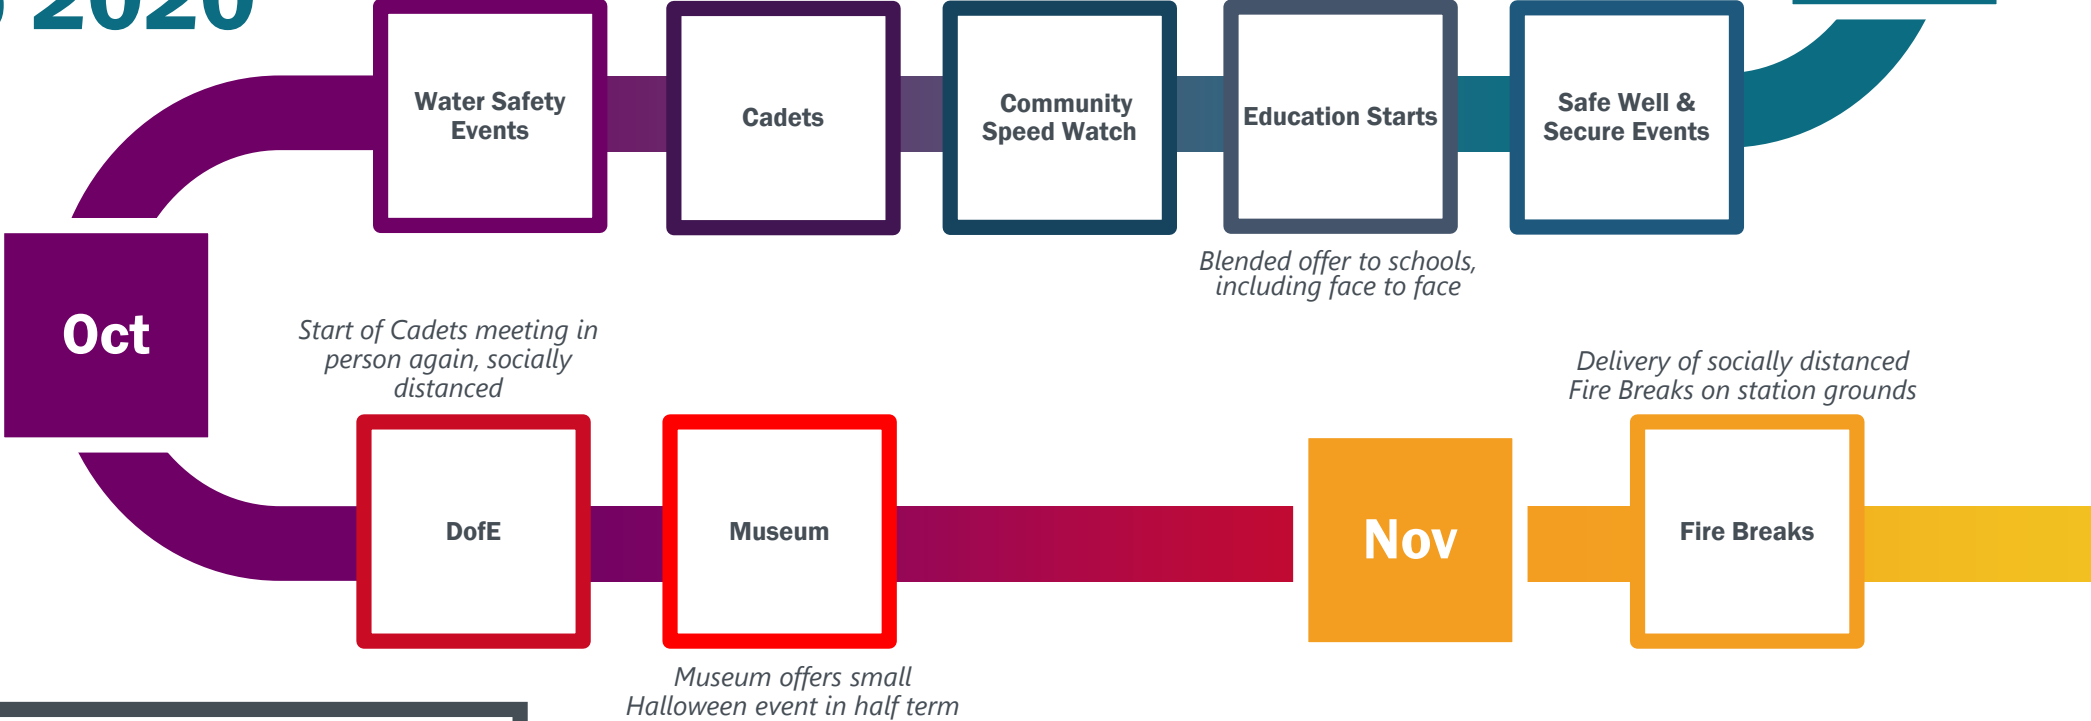 2020
Water Safety
Events
Cadets
Community
Speed Watch
Education Starts
Safe Well &
Secure Events
Blended offer to schools,
including face to face
Oct
Start of Cadets meeting in
person again, socially
distanced
Delivery of socially distanced
Fire Breaks on station grounds
DofE
Museum
Nov
Fire Breaks
Museum offers small
Halloween event in half term